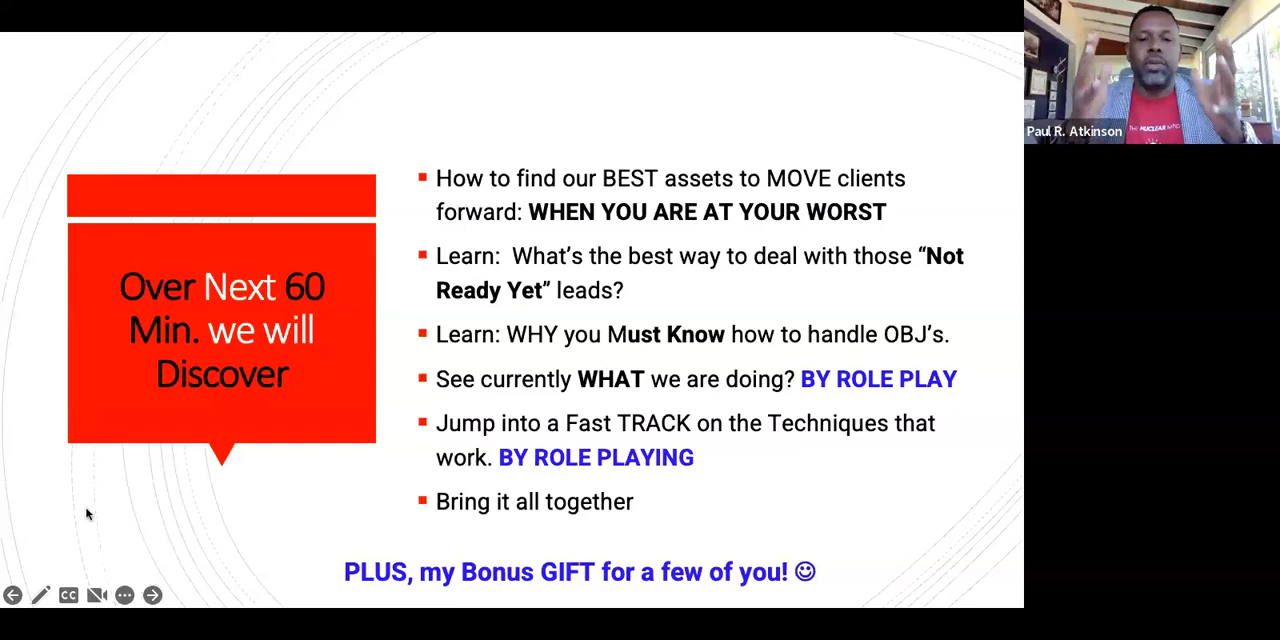 Over Next 60
Min. we will
Discover
How to find our BEST assets to MOVE clients
forward: WHEN YOU ARE AT YOUR WORST
Learn: What's the best way to deal with those “Not
Ready Yet” leads?
Learn: WHY you Must Know how to handle OBJ's.
See currently WHAT we are doing? BY ROLE PLAY
Jump into a Fast TRACK on the Techniques that
work. BY ROLE PLAYING
Bring it all together
PLUS, my Bonus GIFT for a few of you! ☺
CC
Paul R. Atkinson
THE NUCLEAR